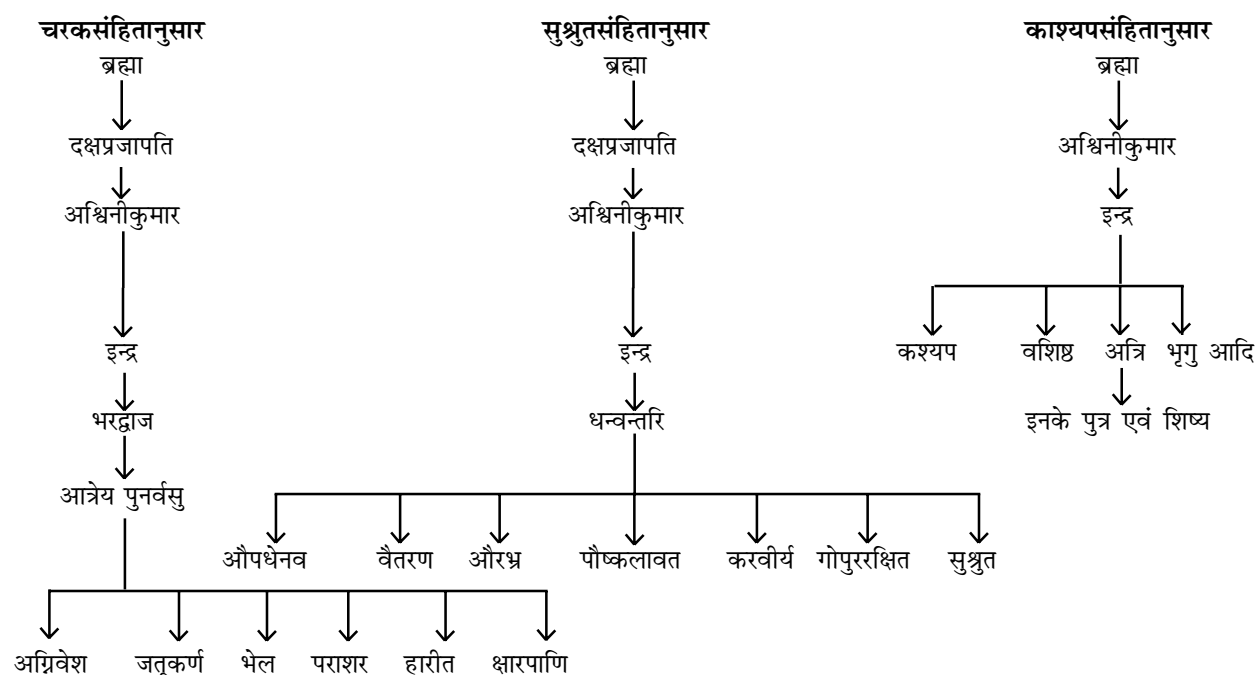 चरकसंहितानुसार
ब्रह्मा
दक्षप्रजापति
अश्विनीकुमार
इन्द्र
भरद्वाज
आत्रेय पुनर्वसु
अग्निवेश जतूकर्ण भेल पराशर हारीत क्षारपाणि
सुश्रुतसंहितानुसार
ब्रह्मा
दक्षप्रजापति
अश्विनीकुमार
इन्द्र
धन्वन्तरि
औपधेनव वैतरण औरभ्र पौष्कलावत करवीर्य गोपुररक्षित सुश्रुत
काश्यपसंहितानुसार
ब्रह्मा
अश्विनीकुमार
इन्द्र
कश्यप वशिष्ठ अत्रि भृगु आदि
इनके पुत्र एवं शिष्य